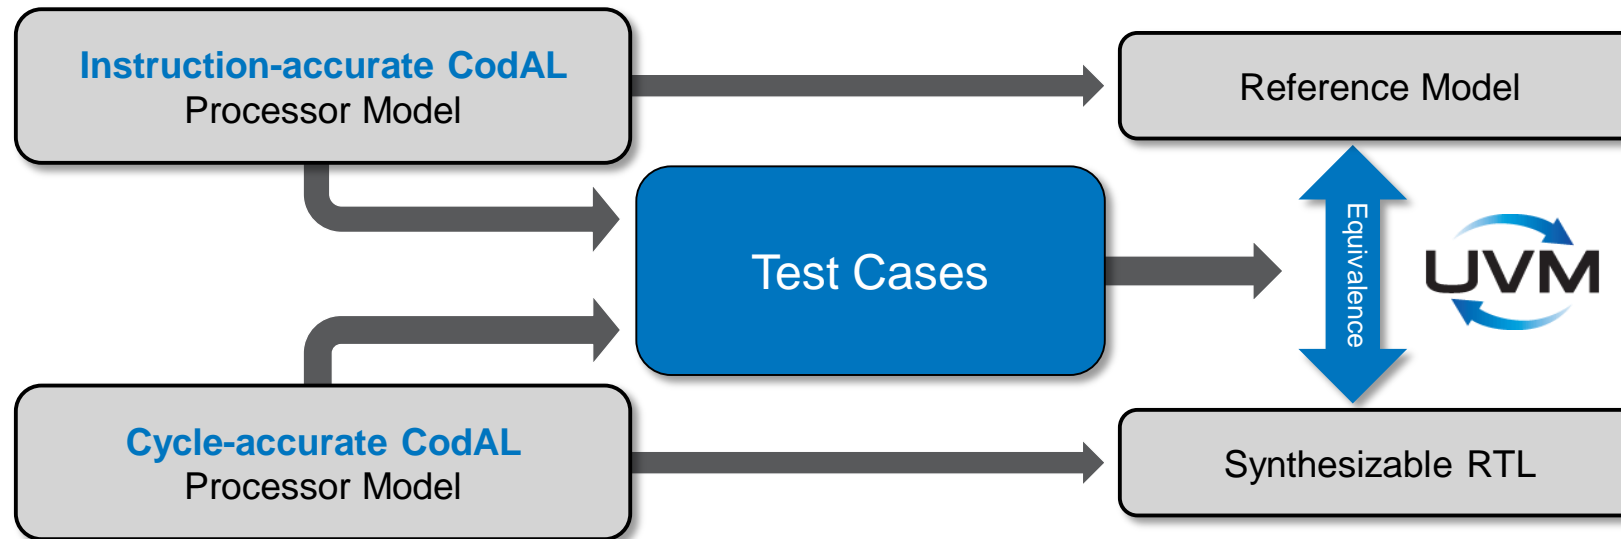 Instruction-accurate CodAL
Processor Model
Reference Model
Test Cases
Equivalence
UVM
Cycle-accurate CodAL
Processor Model
Synthesizable RTL